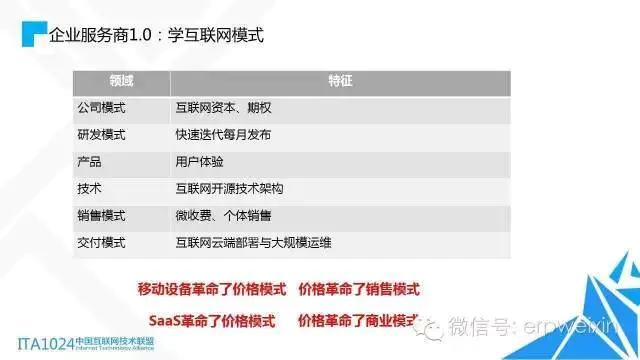 企业服务商1.0：学互联网模式
领域 特征
公司模式 互联网资本、期权
研发模式 快速迭代每月发布
产品 用户体验
技术 互联网开源技术架构
销售模式 微收费、个体销售
交付模式 互联网云端部署与大规模运维
移动设备革命了价格模式 价格革命了销售模式
SaaS革命了价格模式 价格革命了商业模式
微信号: erpweixin
ITA1024中国互联网技术联盟
Internet Technology Alliance